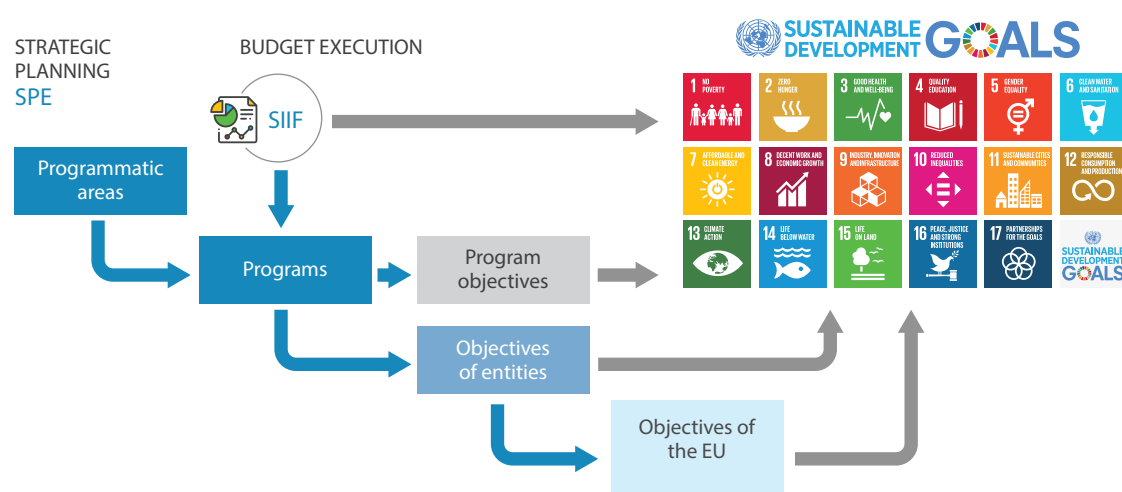 STRATEGIC
PLANNING
SPE
BUDGET EXECUTION
SIIF
Programmatic
areas
Programs
Program
objectives
Objectives
of entities
Objectives of
the EU
SUSTAINABLE
DEVELOPMENT
GOALS
1 NO
POVERTY
2 ZERO
HUNGER
3 GOOD HEALTH
AND WELL-BEING
4 QUALITY
EDUCATION
5 GENDER
EQUALITY
6 CLEAN WATER
AND SANITATION
7 AFFORDABLE AND
CLEAN ENERGY
8 DECENT WORK AND
ECONOMIC GROWTH
9 INDUSTRY, INNOVATION
AND INFRASTRUCTURE
10 REDUCED
INEQUALITIES
11 SUSTAINABLE CITIES
AND COMMUNITIES
12 RESPONSIBLE
CONSUMPTION
AND PRODUCTION
13 CLIMATE
ACTION
14 LIFE
BELOW WATER
15 LIFE
ON LAND
16 PEACE, JUSTICE
AND STRONG
INSTITUTIONS
17 PARTNERSHIPS
FOR THE GOALS
SUSTAINABLE
DEVELOPMENT
GOALS